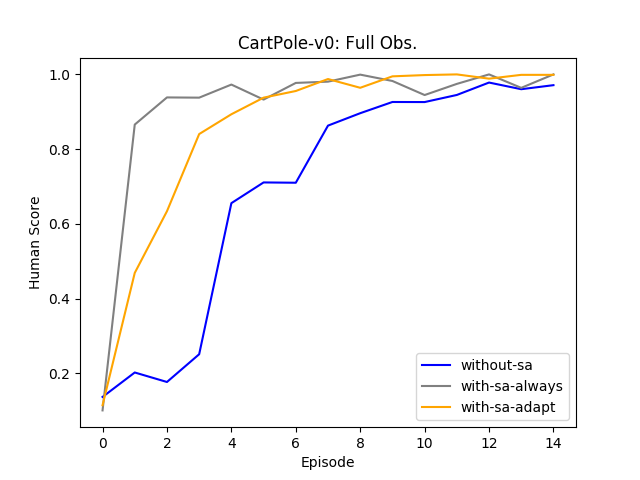 CartPole-v0: Full Obs.
Human Score
1.0
0.8
0.6
0.4
0.2
without-sa
with-sa-always
with-sa-adapt
0 2 4 6 8 10 12 14
Episode